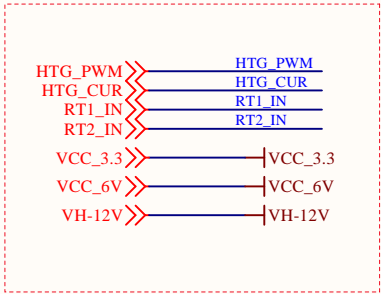 HTG_PWM HTG_PWM
HTG_CUR HTG_CUR
RT1_IN RT1_IN
RT2_IN RT2_IN
VCC_3.3 VCC_3.3
VCC_6V VCC_6V
VH-12V VH-12V